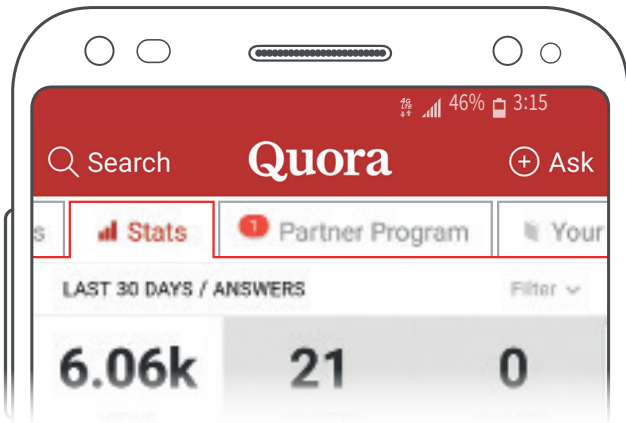 4G LTE 46% 3:15
Search Quora Ask
s Stats 1 Partner Program Your
LAST 30 DAYS / ANSWERS Filter
6.06k 21 0